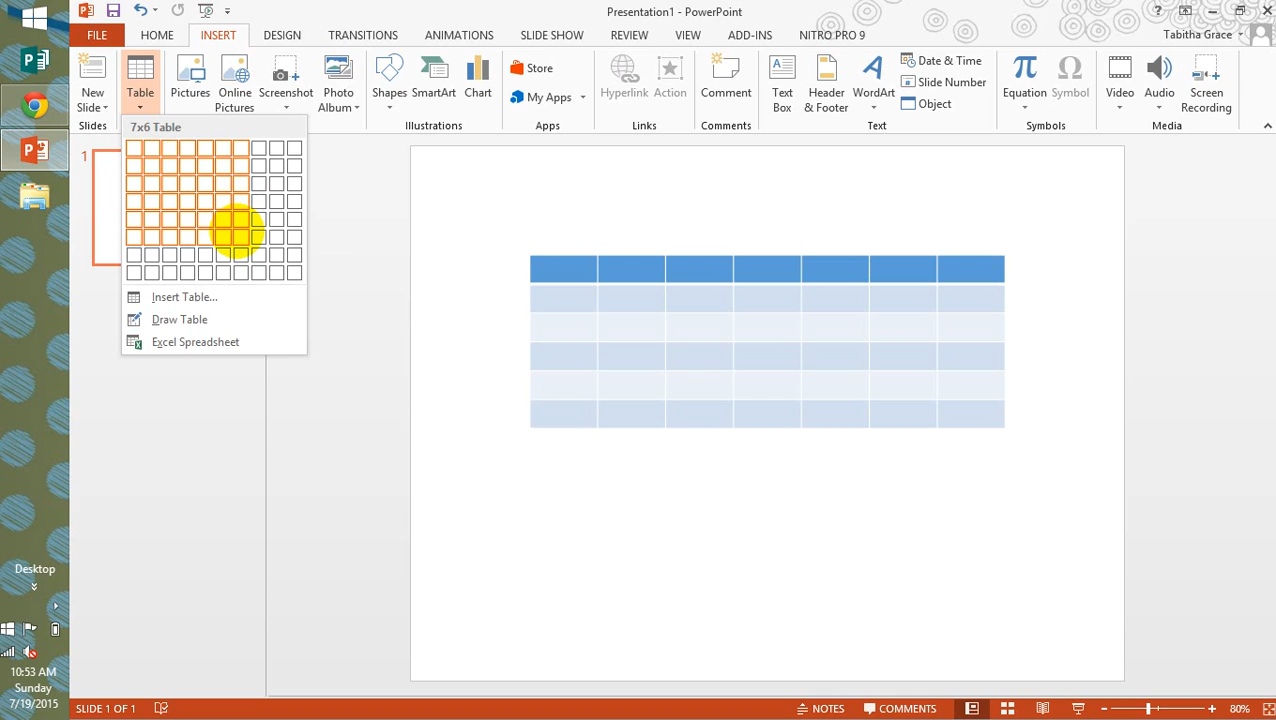 Presentation1 - PowerPoint
?
FILE HOME INSERT DESIGN TRANSITIONS ANIMATIONS SLIDE SHOW REVIEW VIEW ADD-INS NITRO PRO 9 Tabitha Grace
New Slide
Table
Pictures
Online Pictures
Screenshot
Photo Album
Shapes
SmartArt
Chart
Store
My Apps
Hyperlink
Action
Comment
Text Box
Header & Footer
WordArt
Date & Time
Slide Number
Object
Equation
Symbol
Video
Audio
Screen Recording
Slides Illustrations Apps Links Comments Text Symbols Media
7x6 Table
Insert Table...
Draw Table
Excel Spreadsheet
1
Desktop
10:53 AM
Sunday
7/19/2015
SLIDE 1 OF 1 NOTES COMMENTS 80%